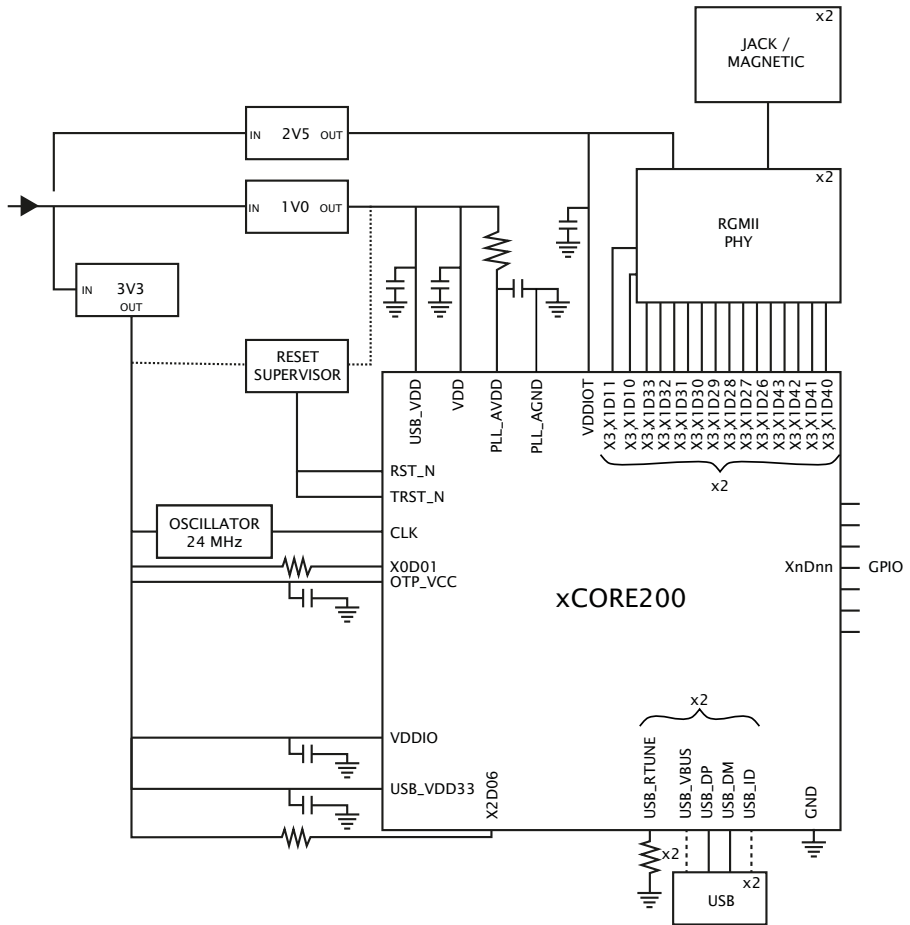 x2
JACK /
MAGNETIC
IN 2V5 OUT
x2
RGMII
PHY
IN 1V0 OUT
IN 3V3
OUT
RESET
SUPERVISOR
USB_VDD
VDD
PLL_AVDD
PLL_AGND
VDDIOT
X3,X1D11
X3,X1D10
X3,X1D33
X3,X1D32
X3,X1D31
X3,X1D30
X3,X1D29
X3,X1D28
X3,X1D27
X3,X1D26
X3,X1D43
X3,X1D42
X3,X1D41
X3,X1D40
x2
RST_N
TRST_N
OSCILLATOR
24 MHz
CLK
X0D01
OTP_VCC
XnDnn
GPIO
xCORE200
VDDIO
USB_VDD33
X2D06
x2
USB_RTUNE
USB_VBUS
USB_DP
USB_DM
USB_ID
GND
x2
x2
USB